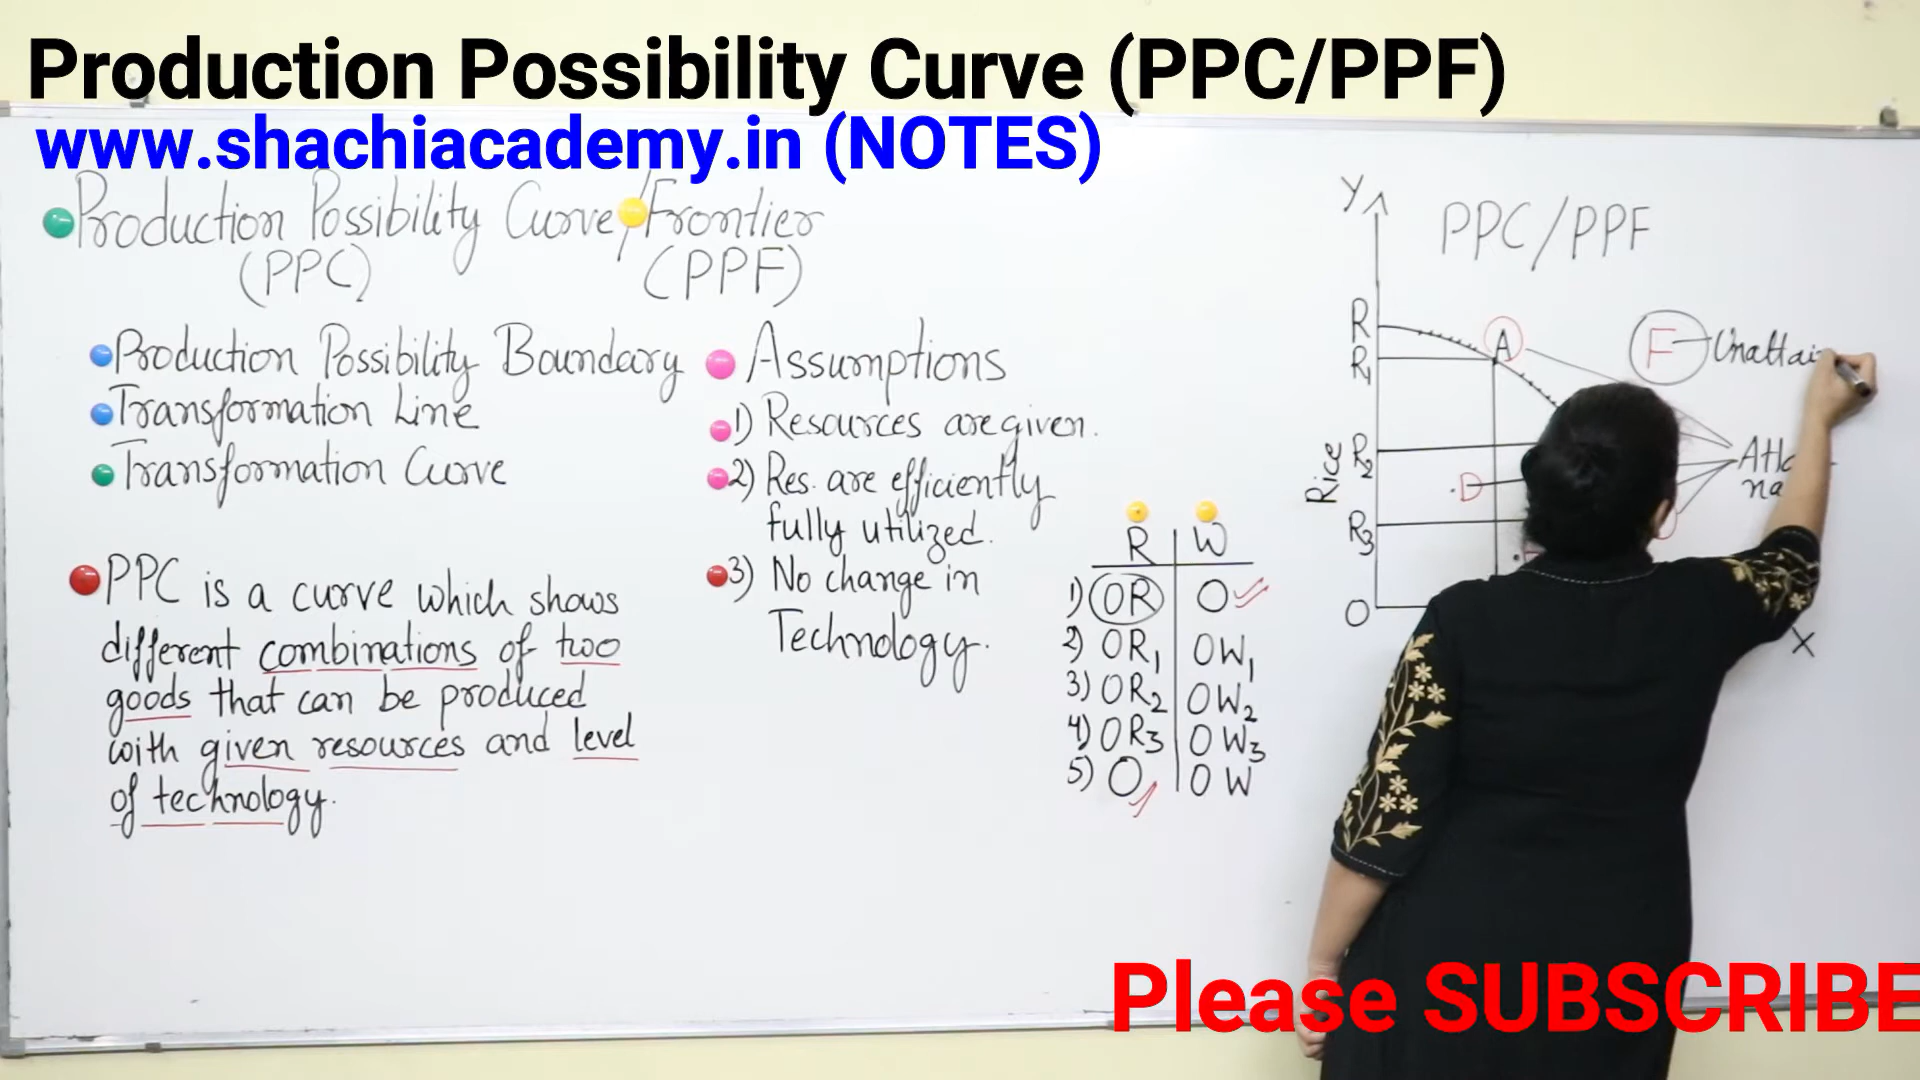 Production Possibility Curve (PPC/PPF)
www.shachiacademy.in (NOTES)
Production Possibility Curve/Frontier
(PPC) (PPF)
Production Possibility Boundary
Transformation Line
Transformation Curve
PPC is a curve which shows
different combinations of two
goods that can be produced
with given resources and level
of technology.
Assumptions
1) Resources are given.
2) Res. are efficiently
fully utilized.
3) No change in
Technology.
R W
1) OR O
2) OR1 OW1
3) OR2 OW2
4) OR3 OW3
5) O OW
Y
PPC/PPF
R
A
F
R1
R2
Rice
D
R3
O
X
Please SUBSCRIBE